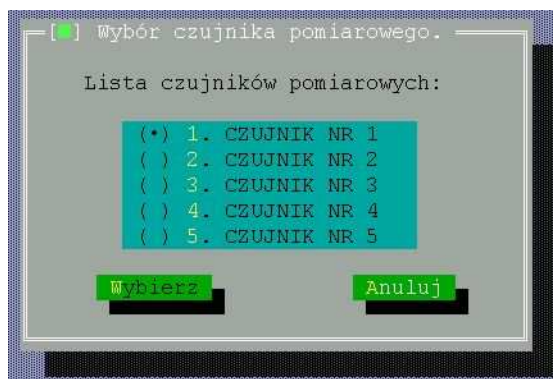 [■] Wybór czujnika pomiarowego.
Lista czujników pomiarowych:
(•) 1. CZUJNIK NR 1
( ) 2. CZUJNIK NR 2
( ) 3. CZUJNIK NR 3
( ) 4. CZUJNIK NR 4
( ) 5. CZUJNIK NR 5
Wybierz Anuluj